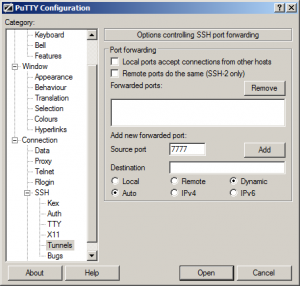 PuTTY Configuration
Category:
Keyboard
Bell
Features
Window
Appearance
Behaviour
Translation
Selection
Colours
Hyperlinks
Connection
Data
Proxy
Telnet
Rlogin
SSH
Kex
Auth
TTY
X11
Tunnels
Bugs
Options controlling SSH port forwarding
Port forwarding
Local ports accept connections from other hosts
Remote ports do the same (SSH-2 only)
Forwarded ports:
Remove
Add new forwarded port:
Source port 7777 Add
Destination
Local Remote Dynamic
Auto IPv4 IPv6
About Help Open Cancel